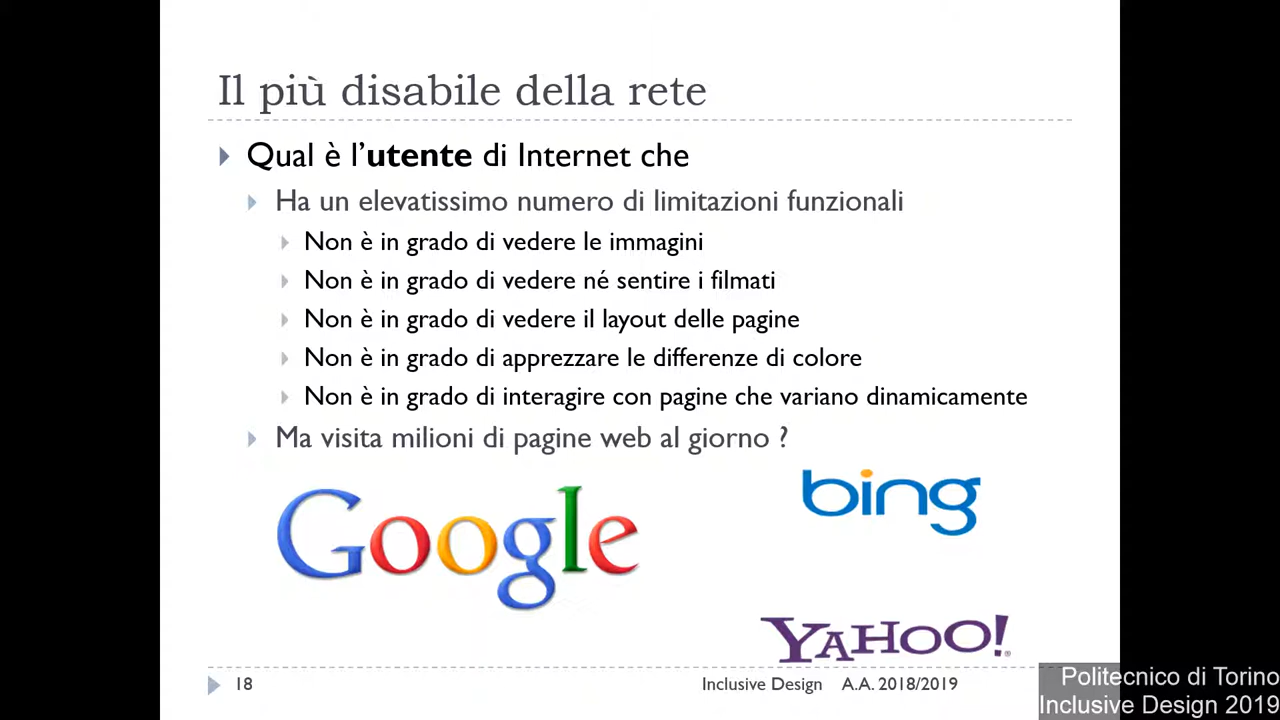 Il più disabile della rete
Qual è l'utente di Internet che
Ha un elevatissimo numero di limitazioni funzionali
Non è in grado di vedere le immagini
Non è in grado di vedere né sentire i filmati
Non è in grado di vedere il layout delle pagine
Non è in grado di apprezzare le differenze di colore
Non è in grado di interagire con pagine che variano dinamicamente
Ma visita milioni di pagine web al giorno ?
Google
bing
YAHOO!
18
Inclusive Design A.A. 2018/2019
Politecnico di Torino
Inclusive Design 2019